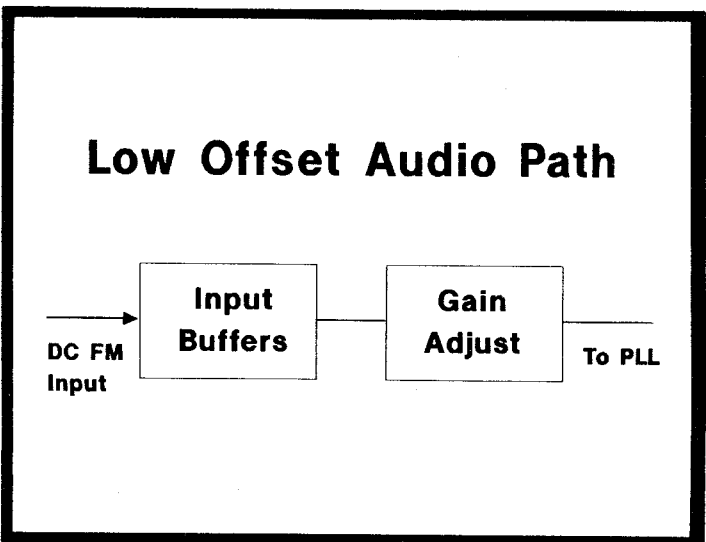 Low Offset Audio Path
Input
Buffers
Gain
Adjust
DC FM
Input
To PLL